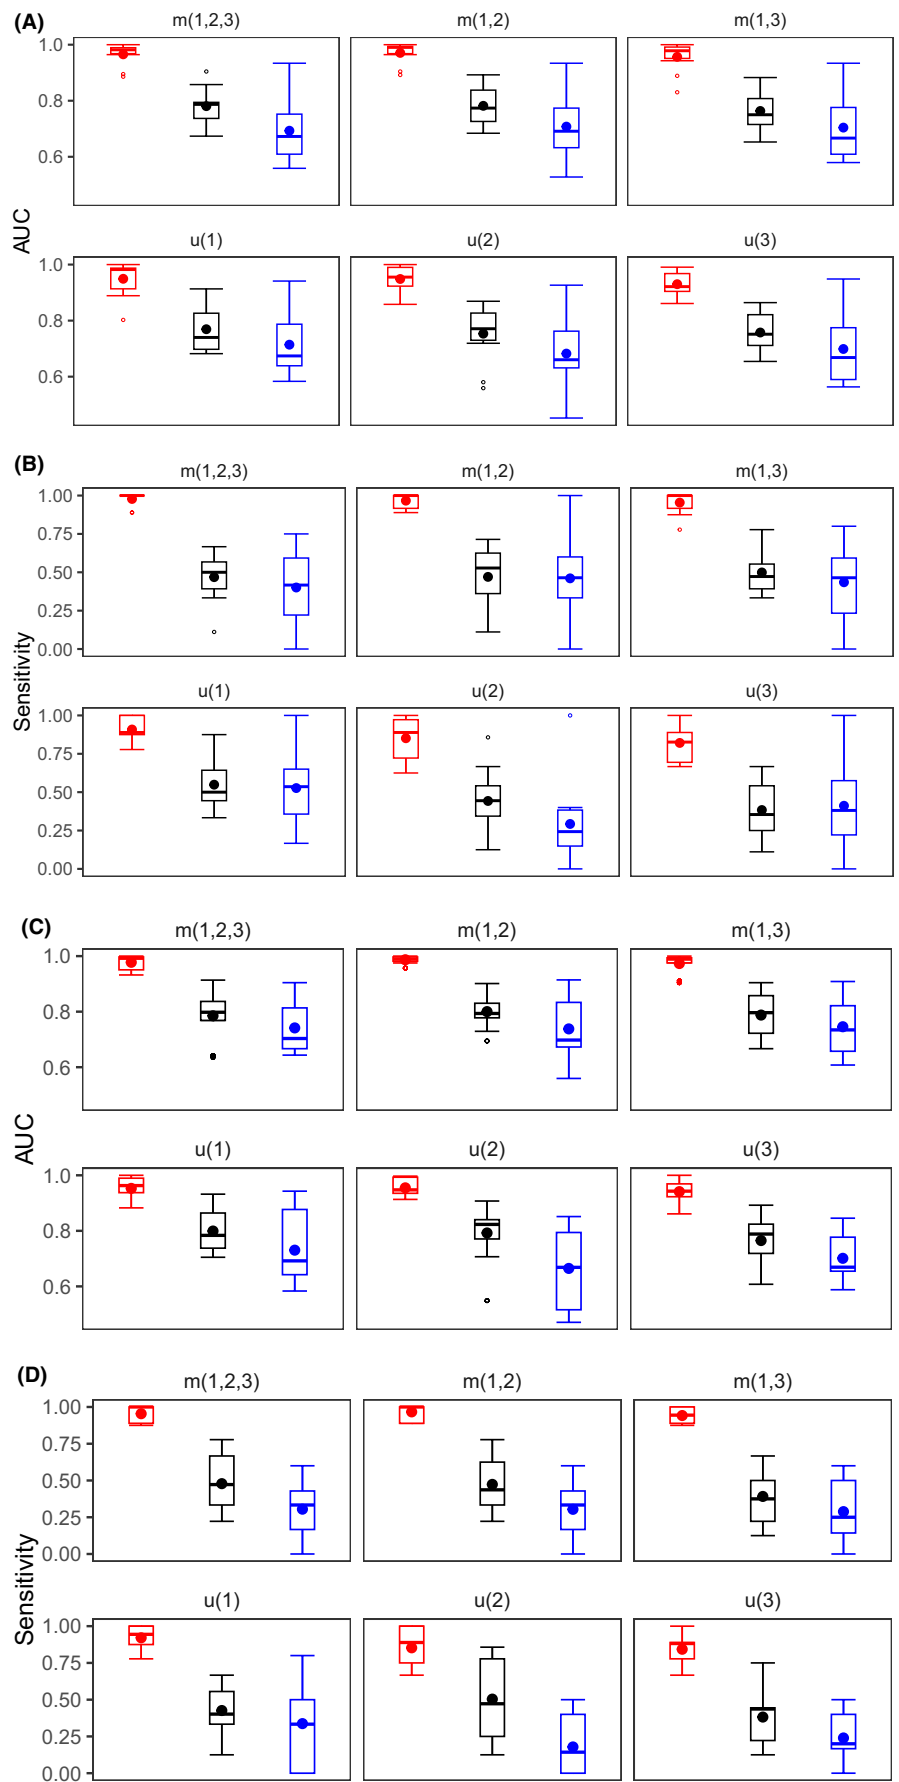 (A)
m(1,2,3) m(1,2) m(1,3)
1.0
0.8
0.6
AUC
u(1) u(2) u(3)
1.0
0.8
0.6
(B)
m(1,2,3) m(1,2) m(1,3)
1.00
0.75
0.50
0.25
0.00
Sensitivity
u(1) u(2) u(3)
1.00
0.75
0.50
0.25
0.00
(C)
m(1,2,3) m(1,2) m(1,3)
1.0
0.8
0.6
AUC
u(1) u(2) u(3)
1.0
0.8
0.6
(D)
m(1,2,3) m(1,2) m(1,3)
1.00
0.75
0.50
0.25
0.00
Sensitivity
u(1) u(2) u(3)
1.00
0.75
0.50
0.25
0.00